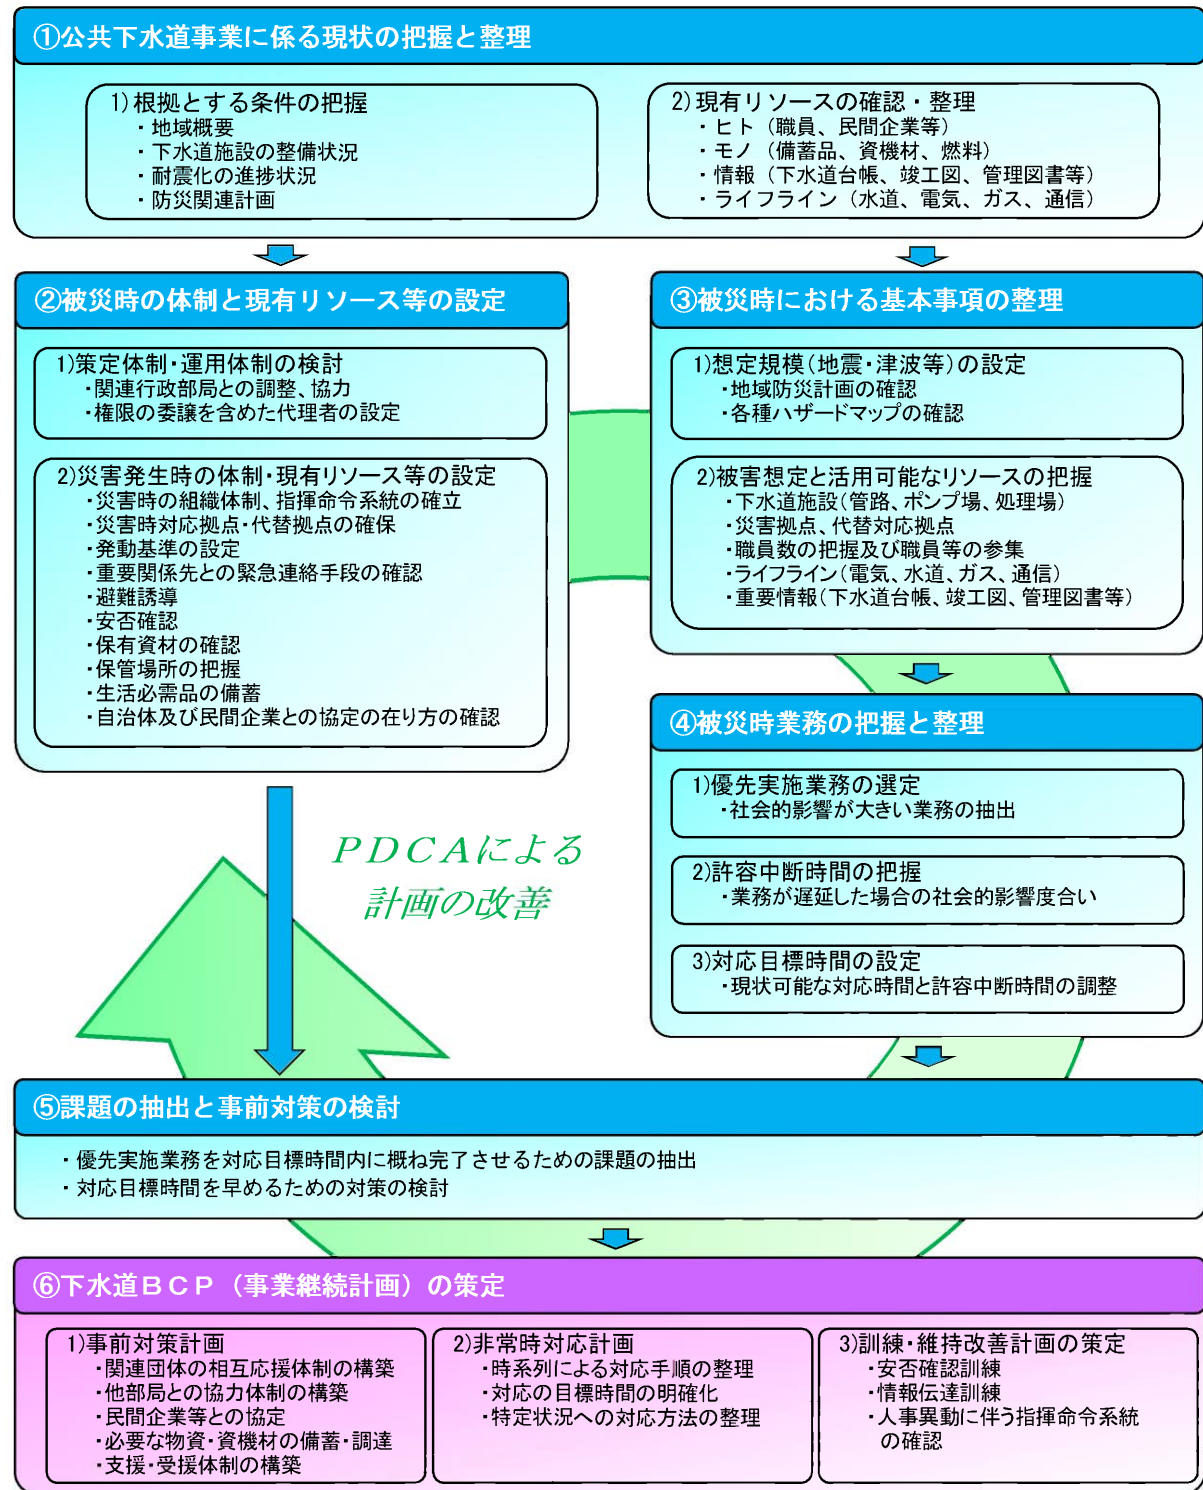 ①公共下水道事業に係る現状の把握と整理
1)根拠とする条件の把握
・地域概要
・下水道施設の整備状況
・耐震化の進捗状況
・防災関連計画
2)現有リソースの確認・整理
・ヒト（職員、民間企業等）
・モノ（備蓄品、資機材、燃料）
・情報（下水道台帳、竣工図、管理図書等）
・ライフライン（水道、電気、ガス、通信）
②被災時の体制と現有リソース等の設定
1)策定体制・運用体制の検討
・関連行政部局との調整、協力
・権限の委譲を含めた代理者の設定
2)災害発生時の体制・現有リソース等の設定
・災害時の組織体制、指揮命令系統の確立
・災害時対応拠点・代替拠点の確保
・発動基準の設定
・重要関係先との緊急連絡手段の確認
・避難誘導
・安否確認
・保有資材の確認
・保管場所の把握
・生活必需品の備蓄
・自治体及び民間企業との協定の在り方の確認
③被災時における基本事項の整理
1)想定規模（地震・津波等）の設定
・地域防災計画の確認
・各種ハザードマップの確認
2)被害想定と活用可能なリソースの把握
・下水道施設（管路、ポンプ場、処理場）
・災害拠点、代替対応拠点
・職員数の把握及び職員等の参集
・ライフライン（電気、水道、ガス、通信）
・重要情報（下水道台帳、竣工図、管理図書等）
④被災時業務の把握と整理
1)優先実施業務の選定
・社会的影響が大きい業務の抽出
2)許容中断時間の把握
・業務が遅延した場合の社会的影響度合い
3)対応目標時間の設定
・現状可能な対応時間と許容中断時間の調整
ＰＤＣＡによる
計画の改善
⑤課題の抽出と事前対策の検討
・優先実施業務を対応目標時間内に概ね完了させるための課題の抽出
・対応目標時間を早めるための対策の検討
⑥下水道ＢＣＰ（事業継続計画）の策定
1)事前対策計画
・関連団体の相互応援体制の構築
・他部局との協力体制の構築
・民間企業等との協定
・必要な物資・資機材の備蓄・調達
・支援・受援体制の構築
2)非常時対応計画
・時系列による対応手順の整理
・対応の目標時間の明確化
・特定状況への対応方法の整理
3)訓練・維持改善計画の策定
・安否確認訓練
・情報伝達訓練
・人事異動に伴う指揮命令系統
の確認